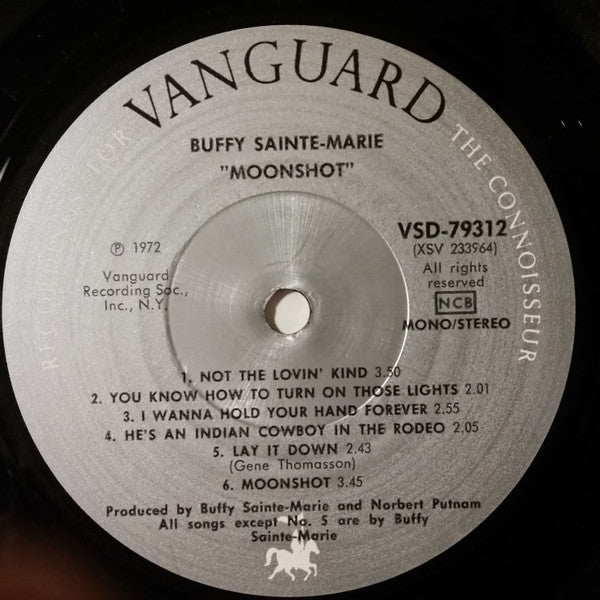 VANGUARD
RECORDINGS FOR THE CONNOISSEUR
BUFFY SAINTE-MARIE
"MOONSHOT"
℗ 1972
Vanguard
Recording Soc.,
Inc., N.Y.
VSD-79312
(XSV 233964)
All rights
reserved
NCB
MONO/STEREO
1. NOT THE LOVIN' KIND 3.50
2. YOU KNOW HOW TO TURN ON THOSE LIGHTS 2.01
3. I WANNA HOLD YOUR HAND FOREVER 2.55
4. HE'S AN INDIAN COWBOY IN THE RODEO 2.05
5. LAY IT DOWN 2.43
(Gene Thomasson)
6. MOONSHOT 3.45
Produced by Buffy Sainte-Marie and Norbert Putnam
All songs except No. 5 are by Buffy
Sainte-Marie